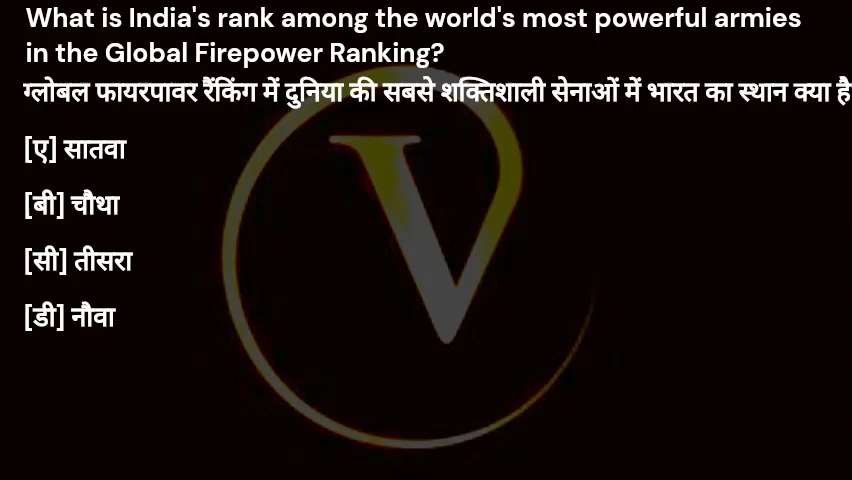 What is India's rank among the world's most powerful armies
in the Global Firepower Ranking?
ग्लोबल फायरपावर रैंकिंग में दुनिया की सबसे शक्तिशाली सेनाओं में भारत का स्थान क्या है
[ए] सातवा
[बी] चौथा
[सी] तीसरा
[डी] नौवा